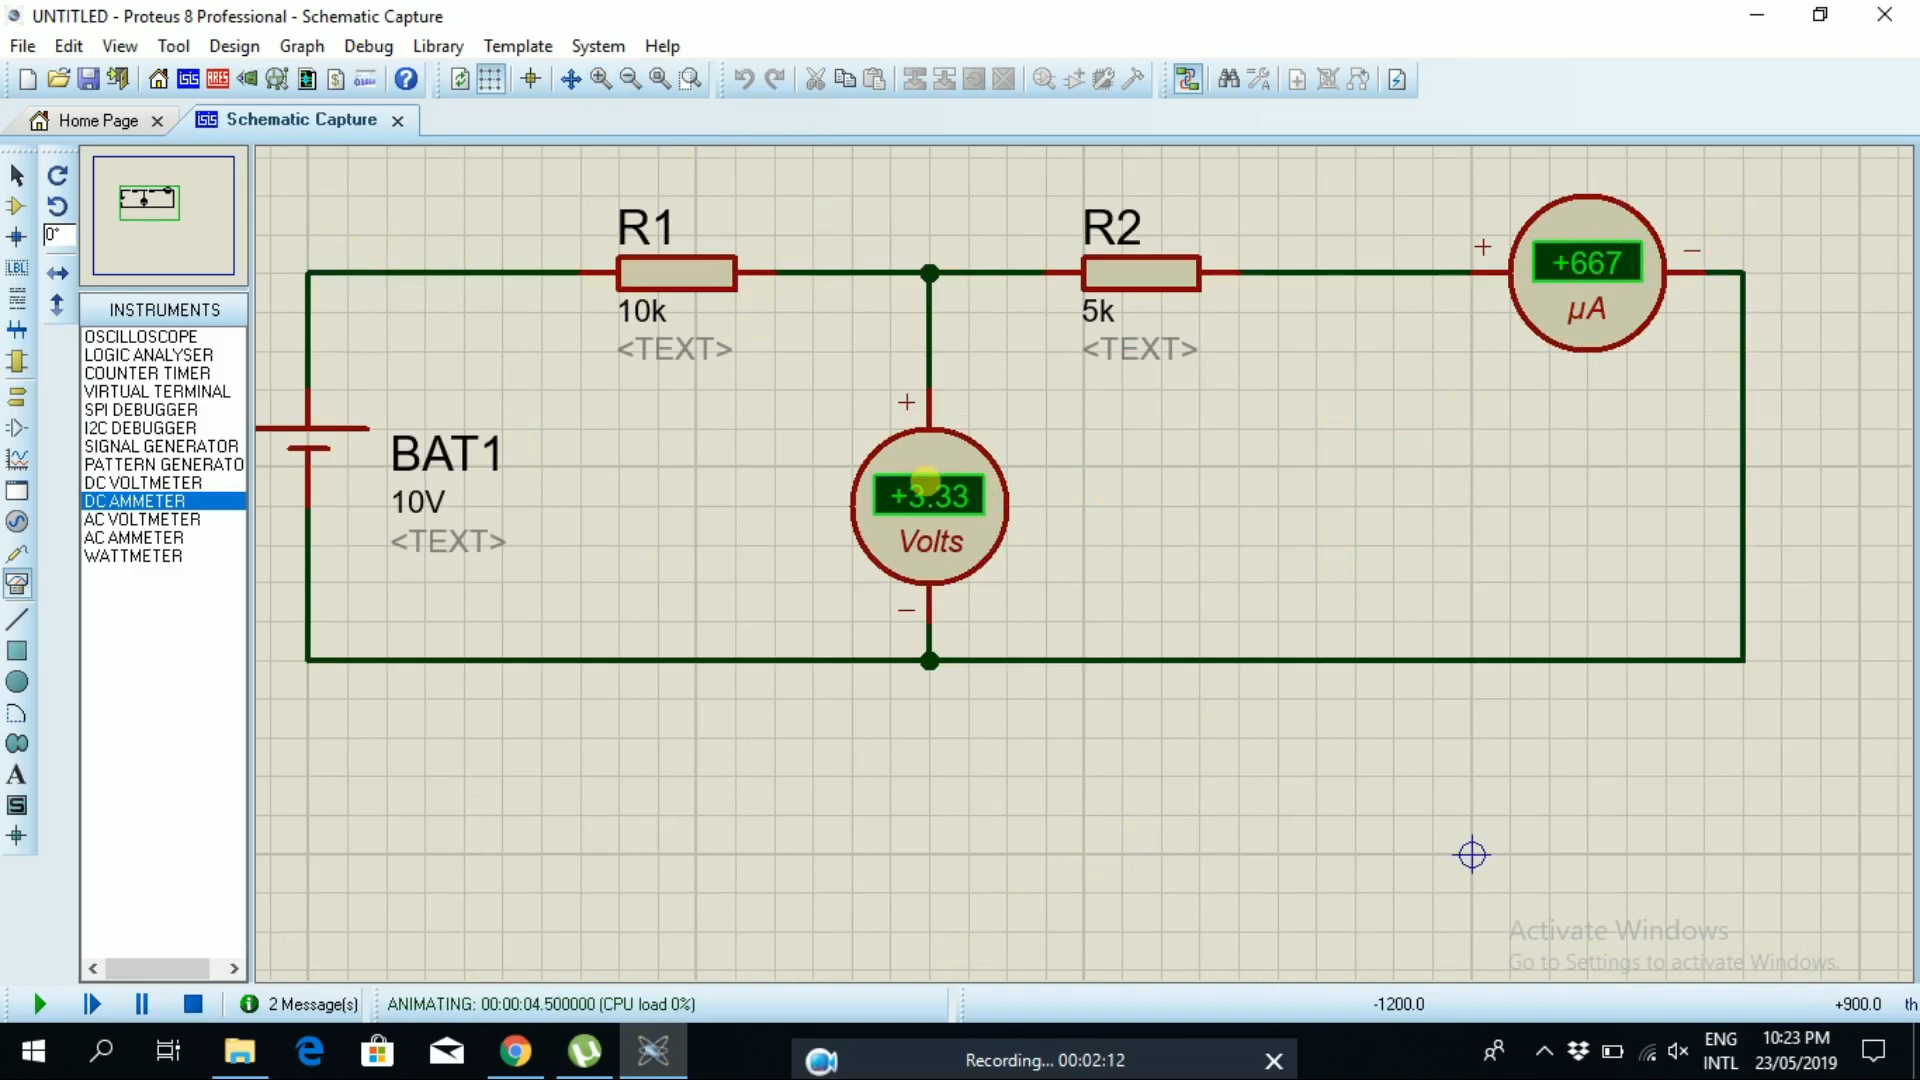 UNTITLED - Proteus 8 Professional - Schematic Capture
File Edit View Tool Design Graph Debug Library Template System Help
Home Page
Schematic Capture
0°
LBL
INSTRUMENTS
OSCILLOSCOPE
LOGIC ANALYSER
COUNTER TIMER
VIRTUAL TERMINAL
SPI DEBUGGER
I2C DEBUGGER
SIGNAL GENERATOR
PATTERN GENERATO
DC VOLTMETER
DC AMMETER
AC VOLTMETER
AC AMMETER
WATTMETER
R1
10k
<TEXT>
R2
5k
<TEXT>
+ −
+667
µA
BAT1
10V
<TEXT>
+
+3.33
Volts
−
Activate Windows
Go to Settings to activate Windows.
2 Message(s)
ANIMATING: 00:00:04.500000 (CPU load 0%)
-1200.0
+900.0
th
Recording... 00:02:12
ENG
INTL
10:23 PM
23/05/2019